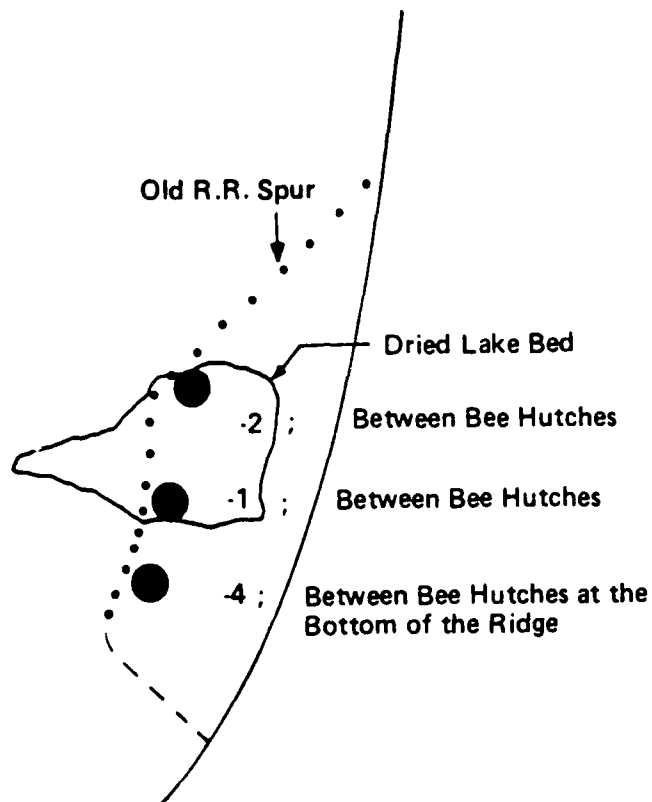 Old R.R. Spur
Dried Lake Bed
-2 ; Between Bee Hutches
-1 ; Between Bee Hutches
-4 ; Between Bee Hutches at the
Bottom of the Ridge